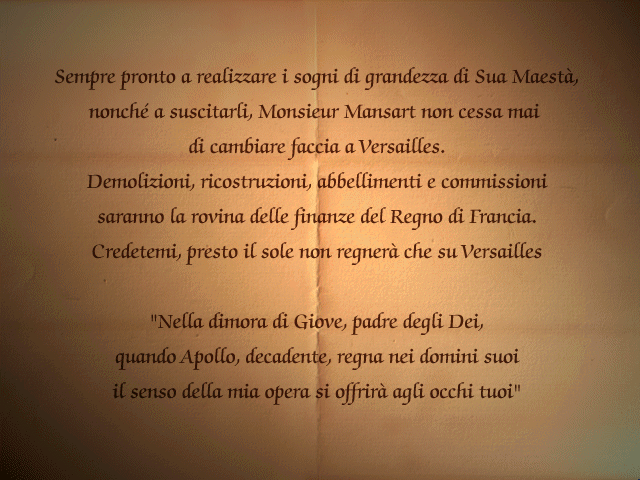 Sempre pronto a realizzare i sogni di grandezza di Sua Maestà,
nonché a suscitarli, Monsieur Mansart non cessa mai
di cambiare faccia a Versailles.
Demolizioni, ricostruzioni, abbellimenti e commissioni
saranno la rovina delle finanze del Regno di Francia.
Credetemi, presto il sole non regnerà che su Versailles
"Nella dimora di Giove, padre degli Dei,
quando Apollo, decadente, regna nei domini suoi
il senso della mia opera si offrirà agli occhi tuoi"